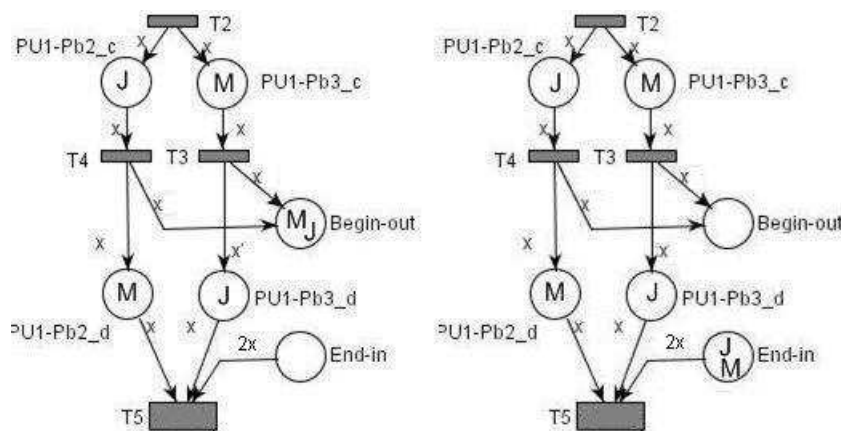 T2
x x
PU1-Pb2_c
J
M
PU1-Pb3_c
x x
T4
T3
x
x
M
J
Begin-out
x
x'
M
J
PU1-Pb3_d
PU1-Pb2_d
x x
2x
End-in
T5
T2
x x
PU1-Pb2_c
J
M
PU1-Pb3_c
x x
T4
T3
x
x
Begin-out
x
x
M
J
PU1-Pb3_d
PU1-Pb2_d
x x
2x
J
M
End-in
T5